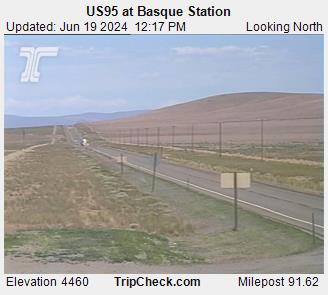 US95 at Basque Station
Updated: Jun 19 2024 12:17 PM Looking North
Elevation 4460 TripCheck.com Milepost 91.62